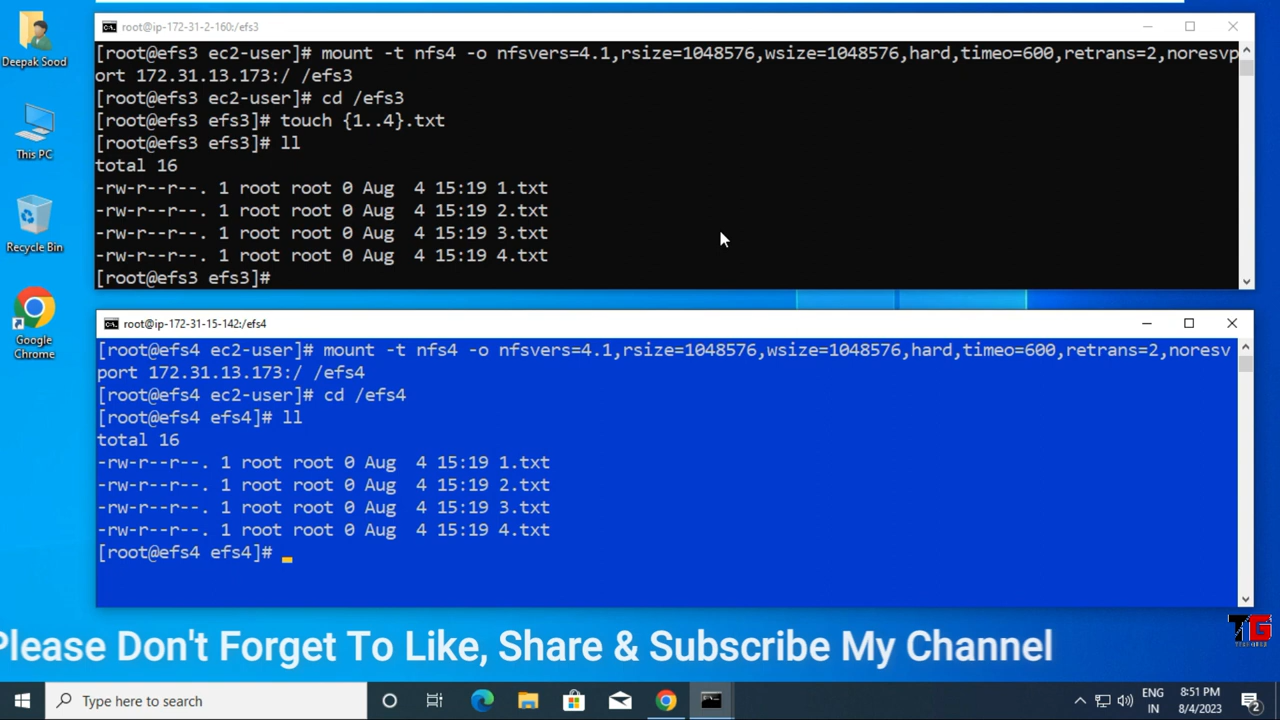 root@ip-172-31-2-160:/efs3
[root@efs3 ec2-user]# mount -t nfs4 -o nfsvers=4.1,rsize=1048576,wsize=1048576,hard,timeo=600,retrans=2,noresvp
ort 172.31.13.173:/ /efs3
[root@efs3 ec2-user]# cd /efs3
[root@efs3 efs3]# touch {1..4}.txt
[root@efs3 efs3]# ll
total 16
-rw-r--r--. 1 root root 0 Aug  4 15:19 1.txt
-rw-r--r--. 1 root root 0 Aug  4 15:19 2.txt
-rw-r--r--. 1 root root 0 Aug  4 15:19 3.txt
-rw-r--r--. 1 root root 0 Aug  4 15:19 4.txt
[root@efs3 efs3]#
Deepak Sood
This PC
Recycle Bin
Google
Chrome
root@ip-172-31-15-142:/efs4
[root@efs4 ec2-user]# mount -t nfs4 -o nfsvers=4.1,rsize=1048576,wsize=1048576,hard,timeo=600,retrans=2,noresv
port 172.31.13.173:/ /efs4
[root@efs4 ec2-user]# cd /efs4
[root@efs4 efs4]# ll
total 16
-rw-r--r--. 1 root root 0 Aug  4 15:19 1.txt
-rw-r--r--. 1 root root 0 Aug  4 15:19 2.txt
-rw-r--r--. 1 root root 0 Aug  4 15:19 3.txt
-rw-r--r--. 1 root root 0 Aug  4 15:19 4.txt
[root@efs4 efs4]#
Please Don't Forget To Like, Share & Subscribe My Channel
TG
Type here to search
ENG
IN
8:51 PM
8/4/2023
2